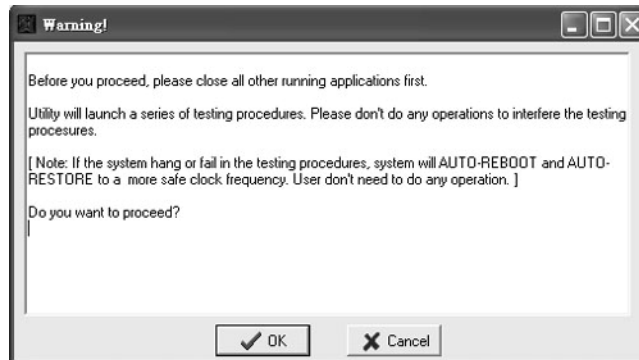 Warning!
Before you proceed, please close all other running applications first.
Utility will launch a series of testing procedures. Please don't do any operations to interfere the testing
procesures.
[ Note: If the system hang or fail in the testing procedures, system will AUTO-REBOOT and AUTO-
RESTORE to a more safe clock frequency. User don't need to do any operation. ]
Do you want to proceed?
OK
Cancel